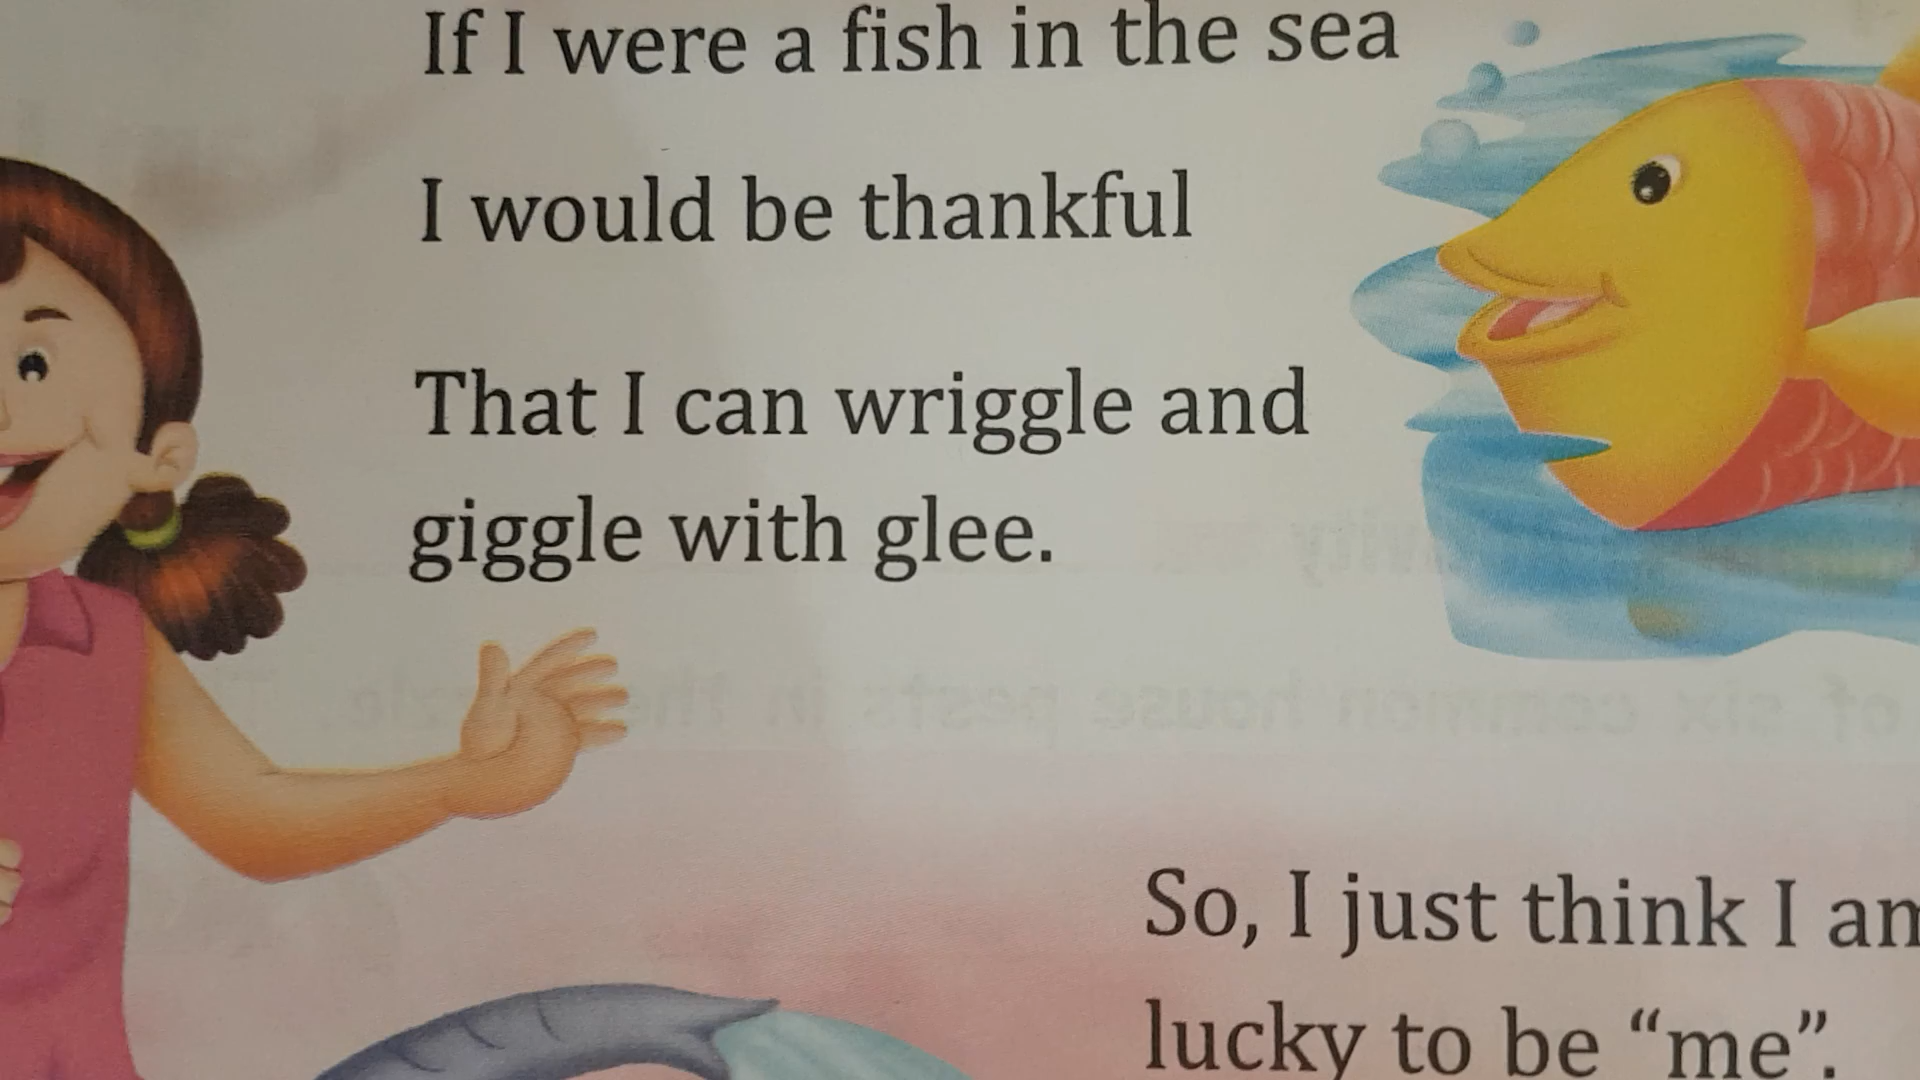 If I were a fish in the sea
I would be thankful
That I can wriggle and
giggle with glee.
So, I just think I am
lucky to be “me”.